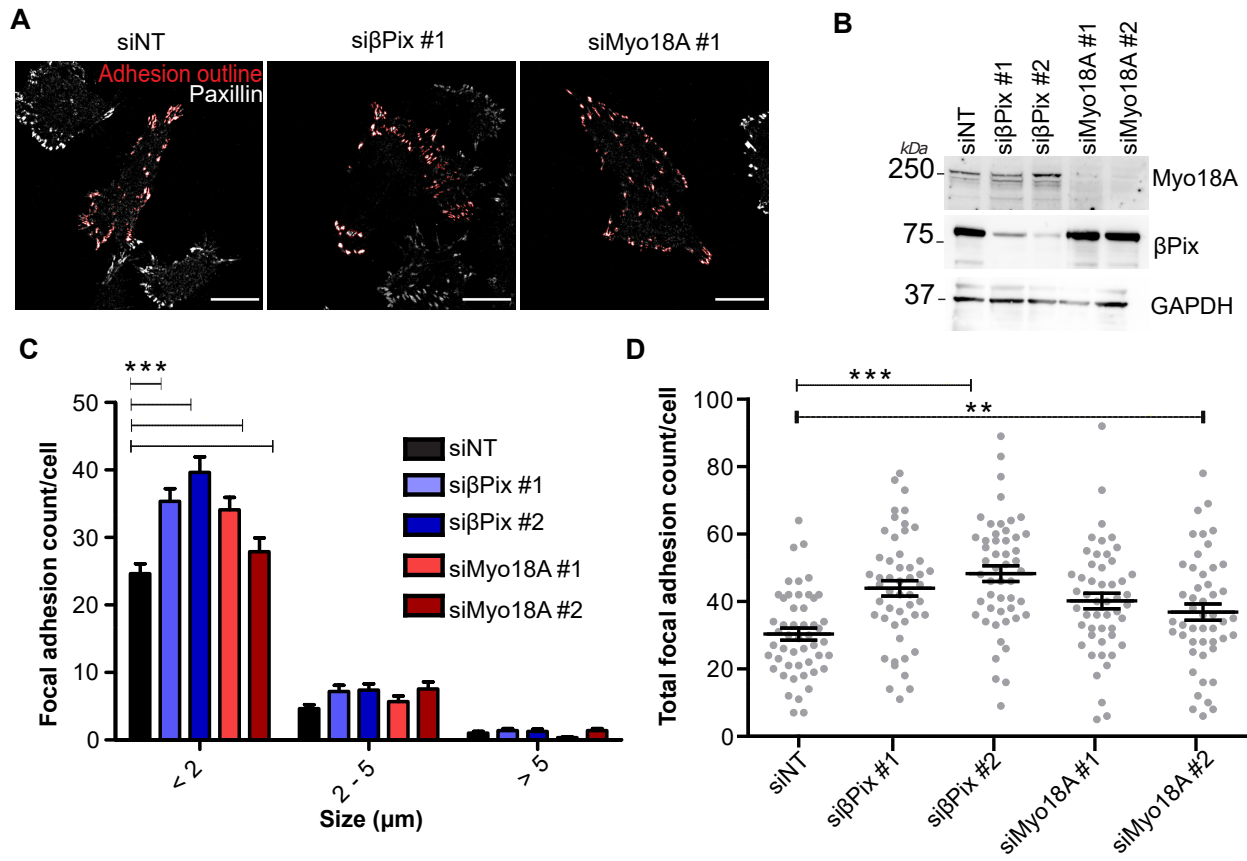 A
siNT
siβPix #1
siMyo18A #1
Adhesion outline
Paxillin
B
siNT
siβPix #1
siβPix #2
siMyo18A #1
siMyo18A #2
kDa
250
Myo18A
75
βPix
37
GAPDH
C
***
Focal adhesion count/cell
50
40
30
20
10
0
siNT
siβPix #1
siβPix #2
siMyo18A #1
siMyo18A #2
< 2
2 - 5
> 5
Size (μm)
D
***
**
Total focal adhesion count/cell
100
80
60
40
20
0
siNT
siβPix #1
siβPix #2
siMyo18A #1
siMyo18A #2